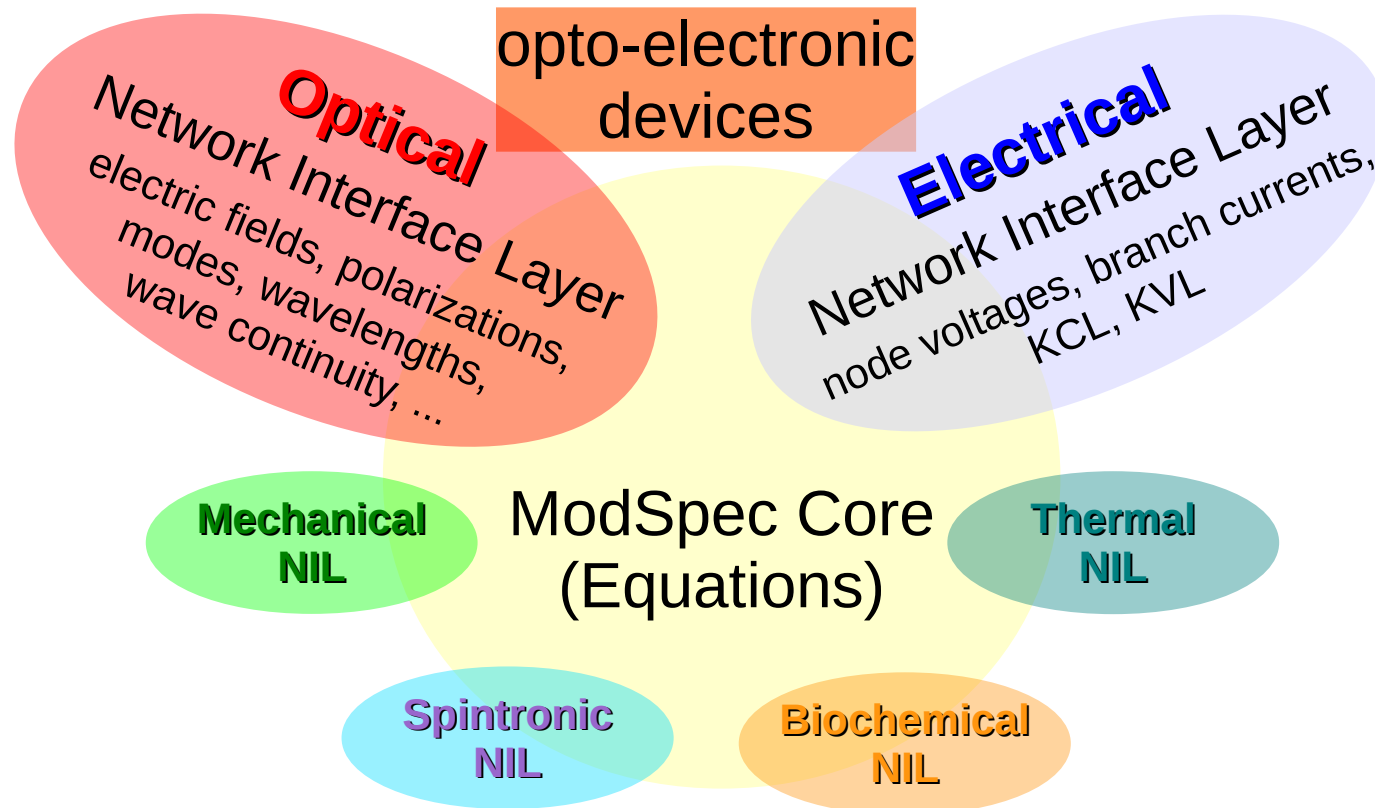 opto-electronic
devices
Optical
Network Interface Layer
electric fields, polarizations,
modes, wavelengths,
wave continuity, ...
Electrical
Network Interface Layer
node voltages, branch currents,
KCL, KVL
ModSpec Core
(Equations)
Mechanical
NIL
Thermal
NIL
Spintronic
NIL
Biochemical
NIL